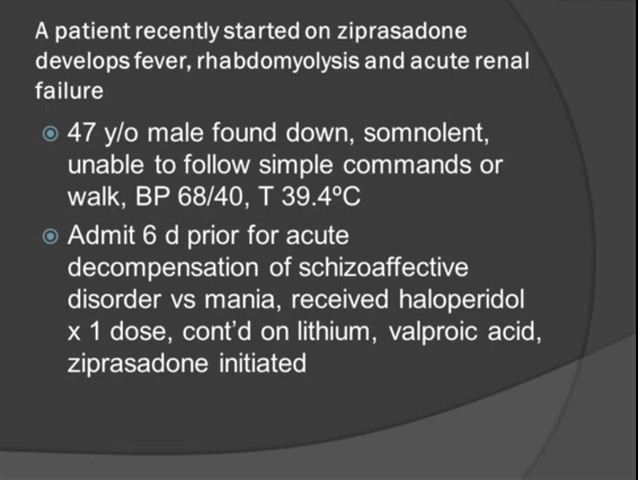 A patient recently started on ziprasadone
develops fever, rhabdomyolysis and acute renal
failure
47 y/o male found down, somnolent,
unable to follow simple commands or
walk, BP 68/40, T 39.4ºC
Admit 6 d prior for acute
decompensation of schizoaffective
disorder vs mania, received haloperidol
x 1 dose, cont'd on lithium, valproic acid,
ziprasadone initiated